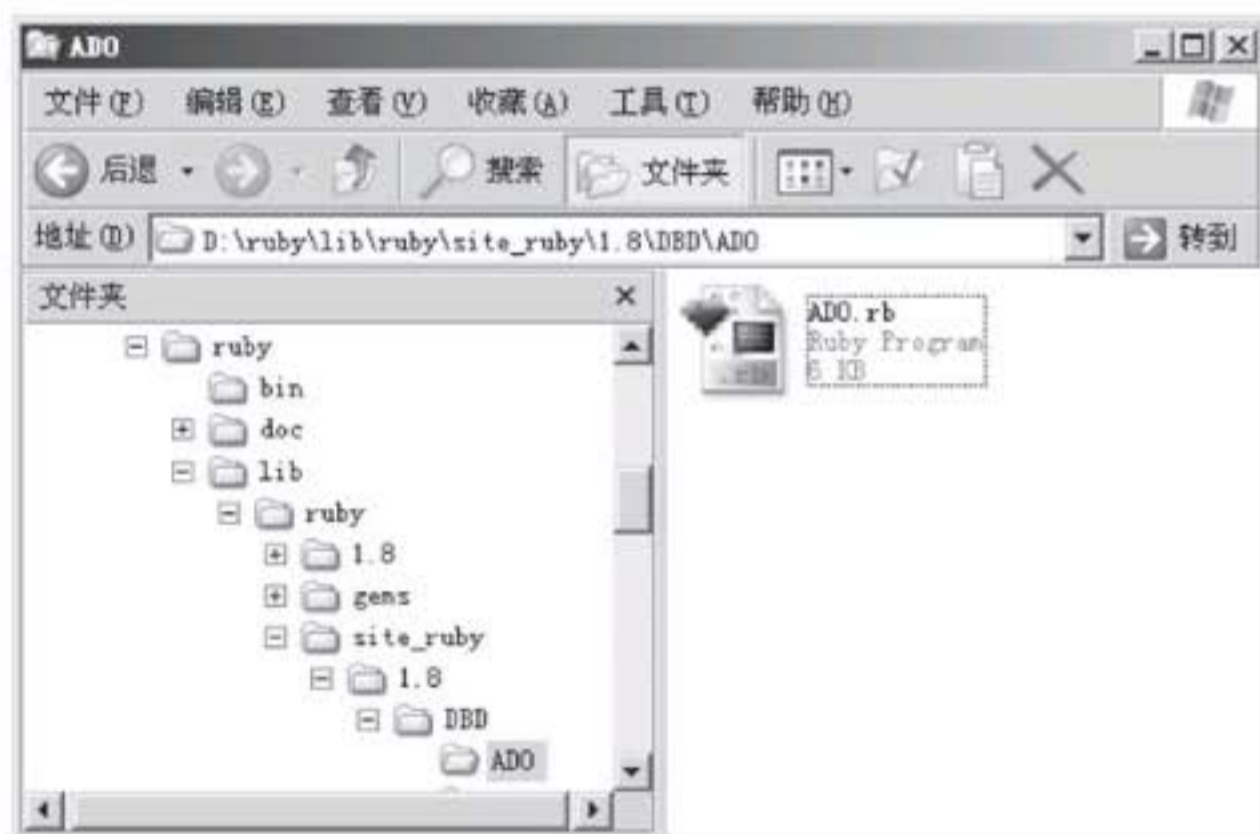 ADO
文件(F) 编辑(E) 查看(V) 收藏(A) 工具(T) 帮助(H)
后退 搜索 文件夹
地址(D) D:\ruby\lib\ruby\site_ruby\1.8\DBD\ADO 转到
文件夹
ruby
bin
doc
lib
ruby
1.8
gems
site_ruby
1.8
DBD
ADO
ADO.rb
Ruby Program
6 KB